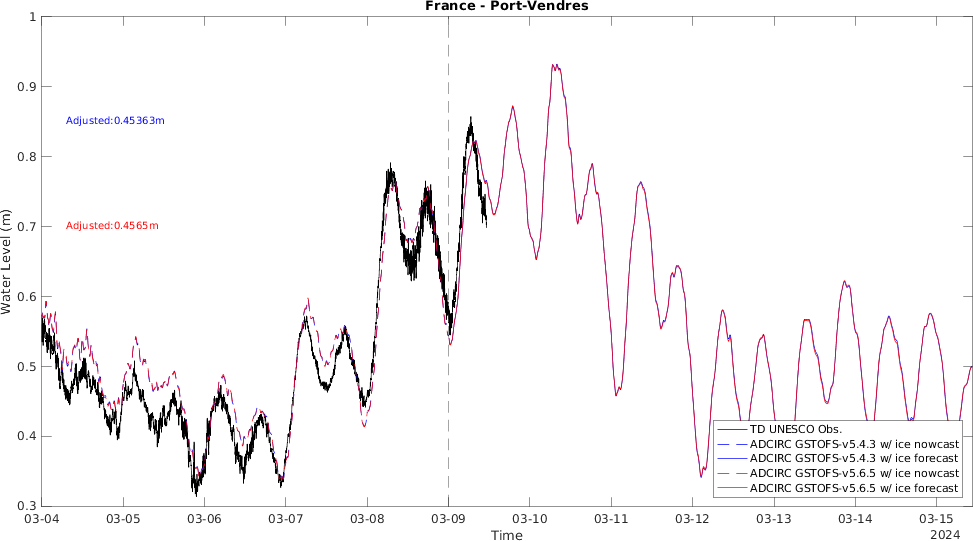 France - Port-Vendres
1
0.9
0.8
0.7
0.6
0.5
0.4
0.3
Water Level (m)
Adjusted:0.45363m
Adjusted:0.4565m
TD UNESCO Obs.
ADCIRC GSTOFS-v5.4.3 w/ ice nowcast
ADCIRC GSTOFS-v5.4.3 w/ ice forecast
ADCIRC GSTOFS-v5.6.5 w/ ice nowcast
ADCIRC GSTOFS-v5.6.5 w/ ice forecast
03-04 03-05 03-06 03-07 03-08 03-09 03-10 03-11 03-12 03-13 03-14 03-15
2024
Time